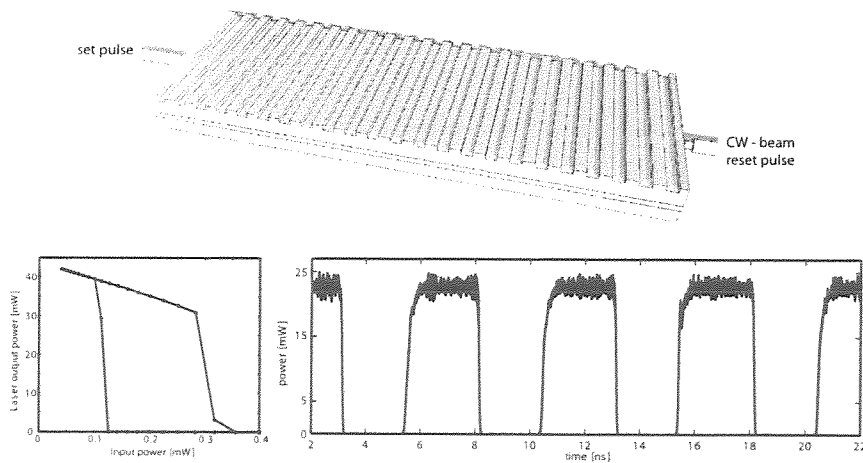 set pulse
CW - beam
reset pulse
Laser output power [mW]
40
30
20
10
0
0 0.1 0.2 0.3 0.4
Input power [mW]
power [mW]
25
15
5
0
2 4 6 8 10 12 14 16 18 20 22
time [ns]